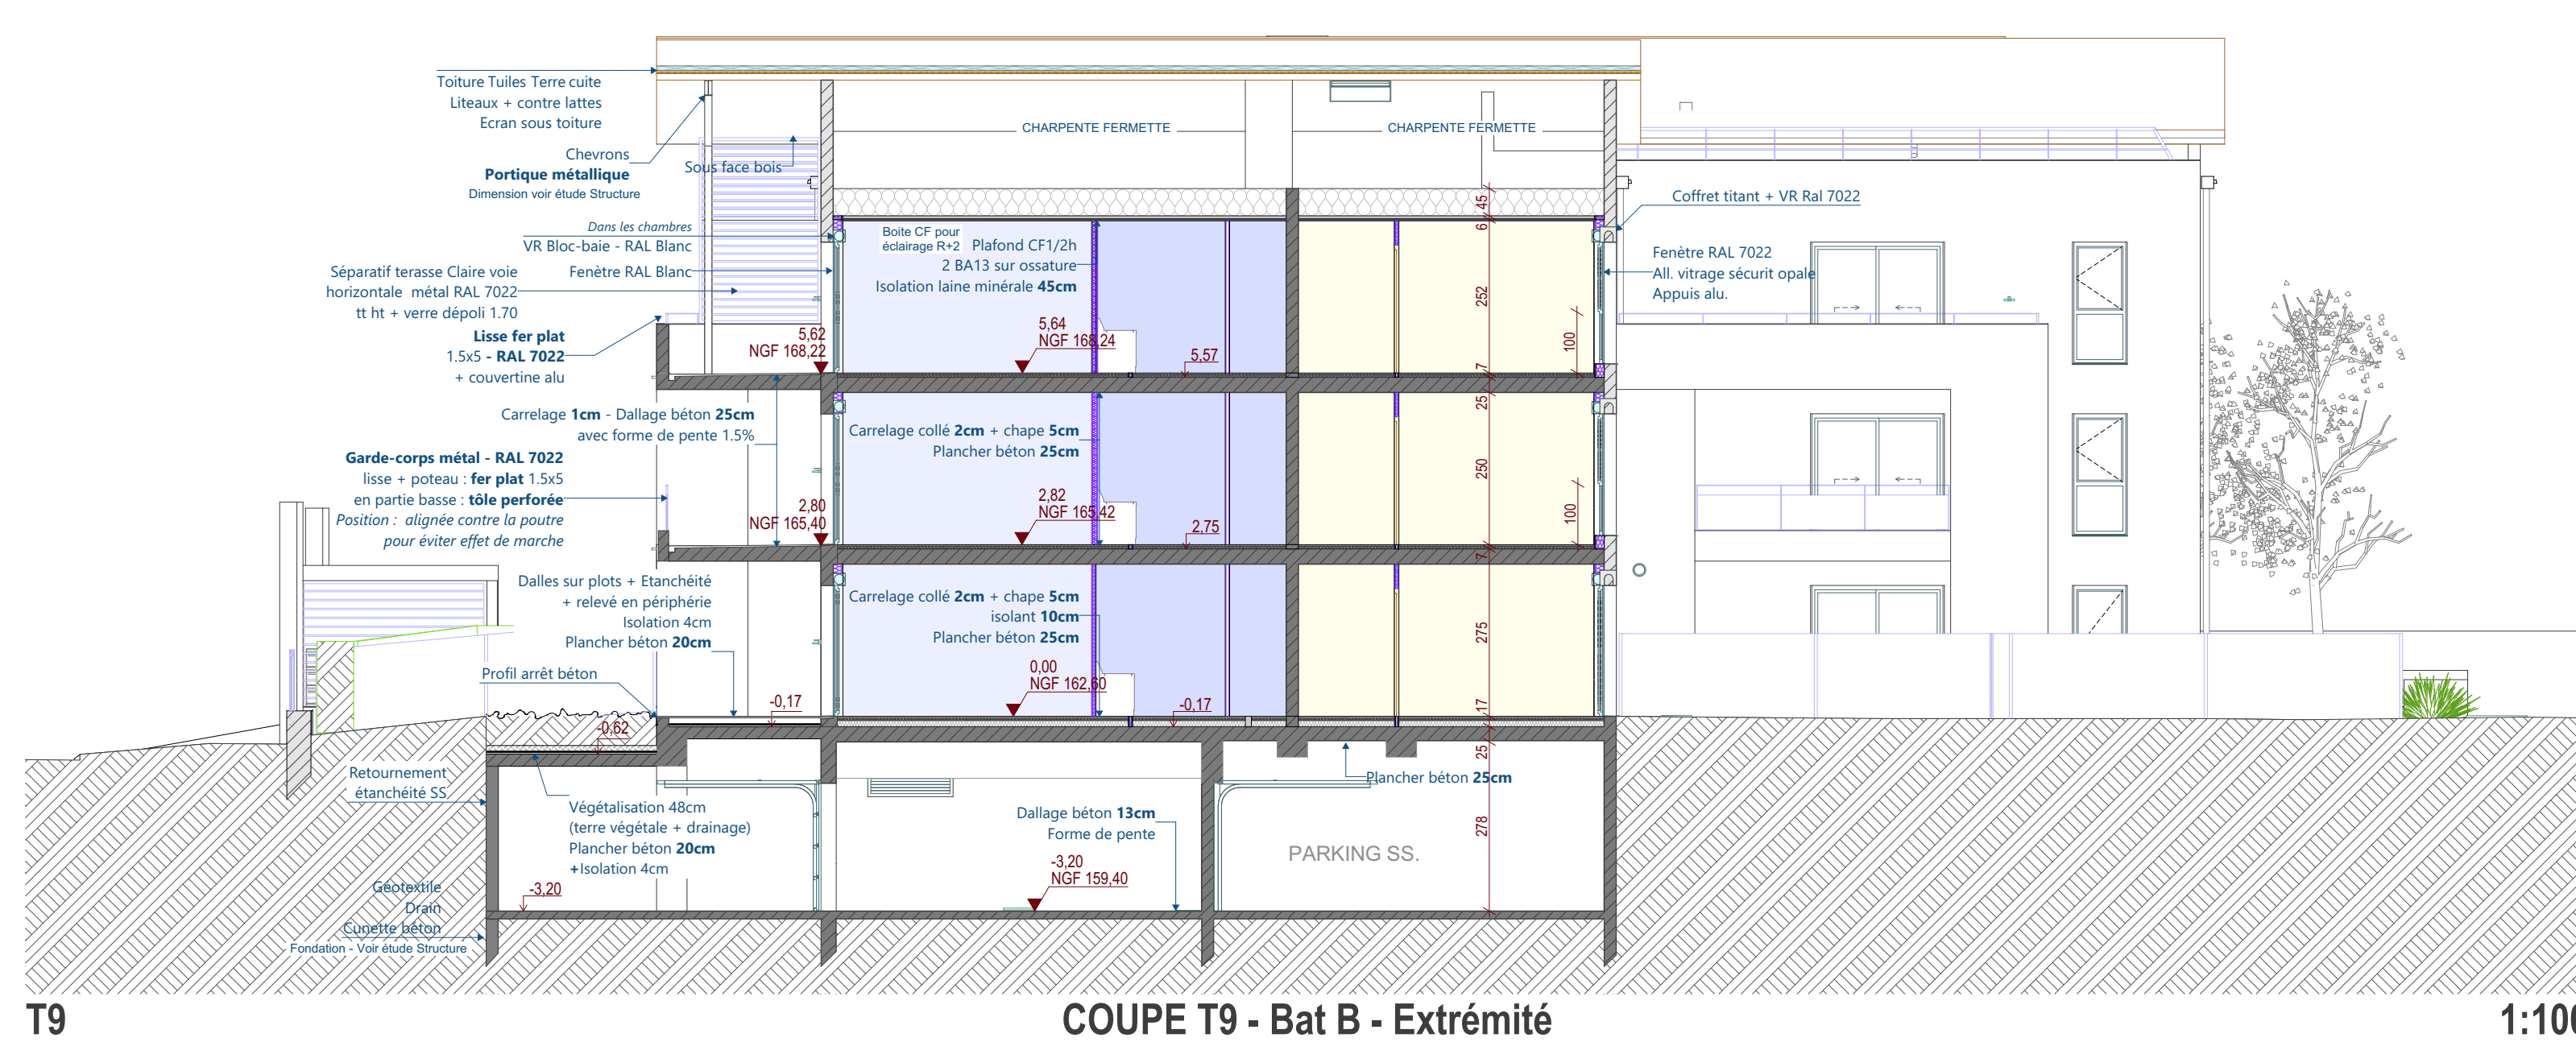 Toiture Tuiles Terre cuite
Liteaux + contre lattes
Ecran sous toiture
Chevrons
Portique métallique
Dimension voir étude Structure
Sous face bois
CHARPENTE FERMETTE
CHARPENTE FERMETTE
Dans les chambres
VR Bloc-baie - RAL Blanc
Fenètre RAL Blanc
Séparatif terasse Claire voie
horizontale métal RAL 7022
tt ht + verre dépoli 1.70
Lisse fer plat
1.5x5 - RAL 7022
+ couvertine alu
Boite CF pour
éclairage R+2
Plafond CF1/2h
2 BA13 sur ossature
Isolation laine minérale 45cm
Coffret titant + VR Ral 7022
Fenètre RAL 7022
All. vitrage sécurit opale
Appuis alu.
5,62
NGF 168,22
5,64
NGF 168,24
5,57
45
6
252
100
7
Carrelage 1cm - Dallage béton 25cm
avec forme de pente 1.5%
Garde-corps métal - RAL 7022
lisse + poteau : fer plat 1.5x5
en partie basse : tôle perforée
Position : alignée contre la poutre
pour éviter effet de marche
Carrelage collé 2cm + chape 5cm
Plancher béton 25cm
2,80
NGF 165,40
2,82
NGF 165,42
2,75
25
250
100
7
Dalles sur plots + Etanchéité
+ relevé en périphérie
Isolation 4cm
Plancher béton 20cm
Profil arrêt béton
Carrelage collé 2cm + chape 5cm
isolant 10cm
Plancher béton 25cm
0,00
NGF 162,60
-0,17
-0,17
275
17
-0,62
Retournement
étanchéité SS
Végétalisation 48cm
(terre végétale + drainage)
Plancher béton 20cm
+Isolation 4cm
Plancher béton 25cm
25
Dallage béton 13cm
Forme de pente
278
PARKING SS.
-3,20
NGF 159,40
-3,20
Géotextile
Drain
Cunette béton
Fondation - Voir étude Structure
T9
COUPE T9 - Bat B - Extrémité
1:100